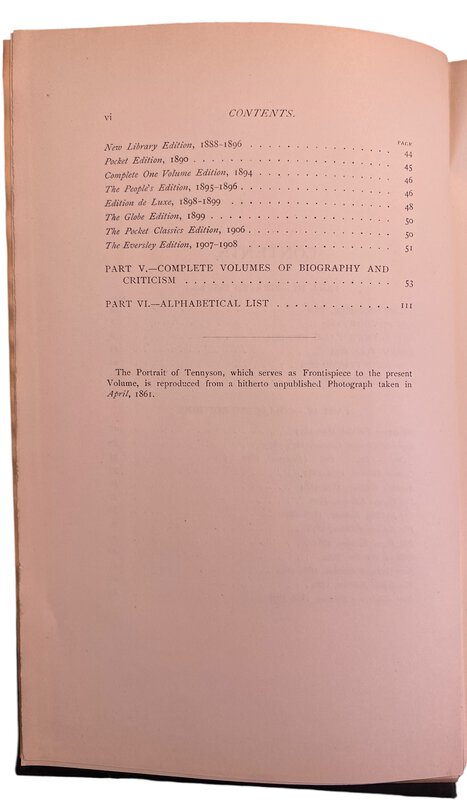 vi CONTENTS.
PAGE
New Library Edition, 1888–1896 . . . . . . . . . . . . . . 44
Pocket Edition, 1890 . . . . . . . . . . . . . . . . . . . 45
Complete One Volume Edition, 1894 . . . . . . . . . . . . . 46
The People's Edition, 1895–1896 . . . . . . . . . . . . . . 46
Edition de Luxe, 1898–1899 . . . . . . . . . . . . . . . . 48
The Globe Edition, 1899 . . . . . . . . . . . . . . . . . . 50
The Pocket Classics Edition, 1906 . . . . . . . . . . . . . 50
The Eversley Edition, 1907–1908 . . . . . . . . . . . . . . 51
PART V.—COMPLETE VOLUMES OF BIOGRAPHY AND
CRITICISM . . . . . . . . . . . . . . . . . . . . 53
PART VI.—ALPHABETICAL LIST . . . . . . . . . . . . 111
The Portrait of Tennyson, which serves as Frontispiece to the present
Volume, is reproduced from a hitherto unpublished Photograph taken in
April, 1861.